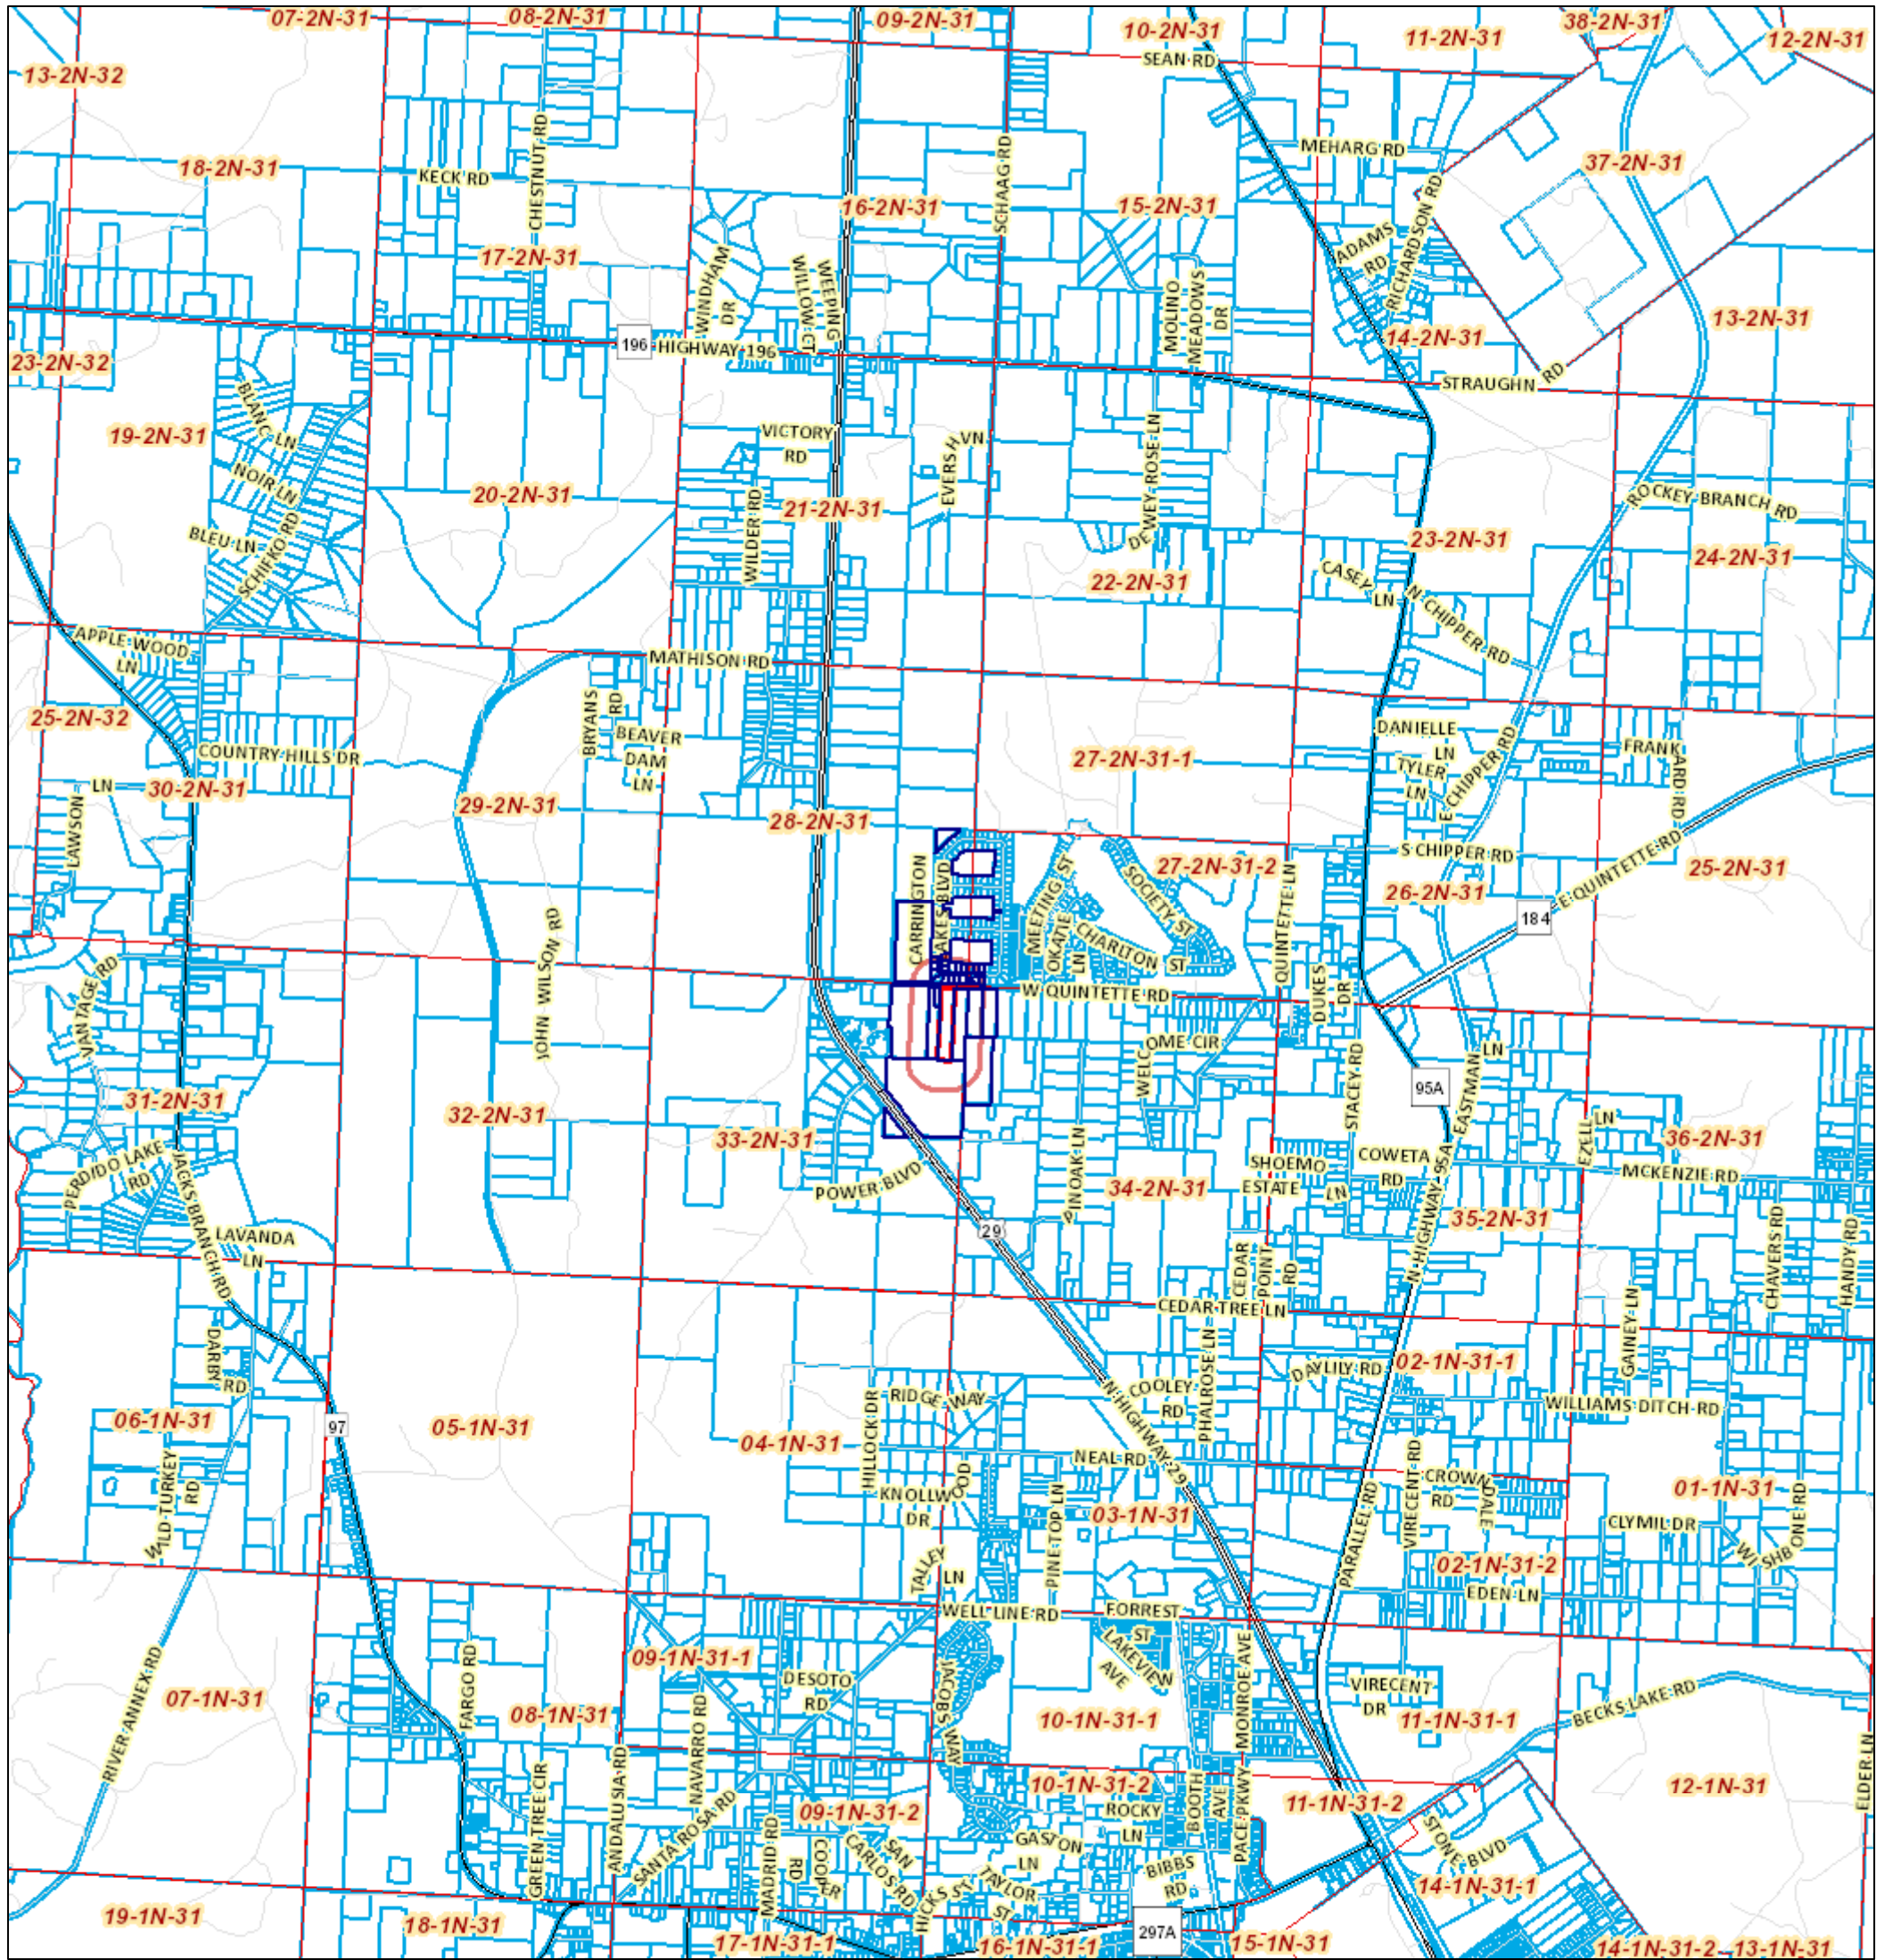 07-2N-31
08-2N-31
09-2N-31
10-2N-31
11-2N-31
38-2N-31
12-2N-31
13-2N-32
SEAN RD
18-2N-31
KECK RD
CHESTNUT RD
17-2N-31
16-2N-31
SCHAAG RD
15-2N-31
MEHARG RD
37-2N-31
ADAMS
RD
RICHARDSON RD
WINDHAM
DR
WEEPING
WILLOW CT
MOLINO
MEADOWS
DR
14-2N-31
13-2N-31
23-2N-32
196
HIGHWAY 196
STRAUGHN RD
BLANC LN
19-2N-31
NOIR LN
BLEU LN
SCHIFKO RD
20-2N-31
VICTORY
RD
WILDER RD
21-2N-31
EVERS HVN
DEWEY ROSE LN
22-2N-31
ROCKEY BRANCH RD
23-2N-31
24-2N-31
CASEY
LN
N CHIPPER RD
APPLE WOOD
LN
MATHISON RD
25-2N-32
COUNTRY HILLS DR
BRYANS
RD
BEAVER
DAM
LN
27-2N-31-1
DANIELLE
LN
TYLER
LN
E CHIPPER RD
FRANK
ARD RD
LAWSON
LN
30-2N-31
29-2N-31
28-2N-31
CARRINGTON
LAKES BLVD
MEETING ST
OKATIE
LN
SOCIETY ST
CHARLTON ST
27-2N-31-2
QUINTETTE LN
S CHIPPER RD
26-2N-31
25-2N-31
184
E QUINTETTE RD
JOHN WILSON RD
VANTAGE RD
W QUINTETTE RD
DUKES
DR
WELCOME CIR
STACEY RD
95A
EASTMAN
LN
31-2N-31
32-2N-31
33-2N-31
EZELL
LN
36-2N-31
PERDIDO LAKE
RD
JACKS BRANCH RD
POWER BLVD
PINOAK LN
34-2N-31
SHOEMO
ESTATE LN
COWETA
RD
MCKENZIE RD
LAVANDA
LN
29
35-2N-31
N HIGHWAY 95A
CHAVERS RD
HANDY RD
CEDAR
POINT
RD
CEDAR TREE LN
GAINEY LN
DARBY
RD
PHALROSE LN
DAYLILY RD
02-1N-31-1
06-1N-31
97
05-1N-31
04-1N-31
HILLOCK DR
RIDGE WAY
COOLEY
RD
N HIGHWAY 29
WILLIAMS DITCH RD
NEAL RD
WILD TURKEY
RD
KNOLLWOOD
DR
PINE TOP LN
03-1N-31
PARALLEL RD
VIRECENT RD
CROWNDALE
RD
01-1N-31
CLYMIL DR
WISHBONE RD
TALLEY
LN
02-1N-31-2
EDEN LN
WELL LINE RD
FORREST
ST
LAKEVIEW
AVE
RIVER ANNEX RD
07-1N-31
FARGO RD
08-1N-31
09-1N-31-1
DESOTO
RD
NAVARRO RD
JACOBS WAY
10-1N-31-1
MONROE AVE
VIRECENT
DR
11-1N-31-1
BECKS LAKE RD
ELDER LN
12-1N-31
GREEN TREE CIR
ANDALUSIA RD
SANTA ROSA RD
MADRID RD
09-1N-31-2
COOPER
RD
SAN
CARLOS RD
10-1N-31-2
ROCKY
LN
GASTON
LN
BOOTH
AVE
PACE PKWY
11-1N-31-2
STONE BLVD
HICKS ST
TAYLOR
ST
BIBBS
RD
14-1N-31-1
19-1N-31
18-1N-31
17-1N-31-1
16-1N-31-1
297A
15-1N-31
14-1N-31-2
13-1N-31